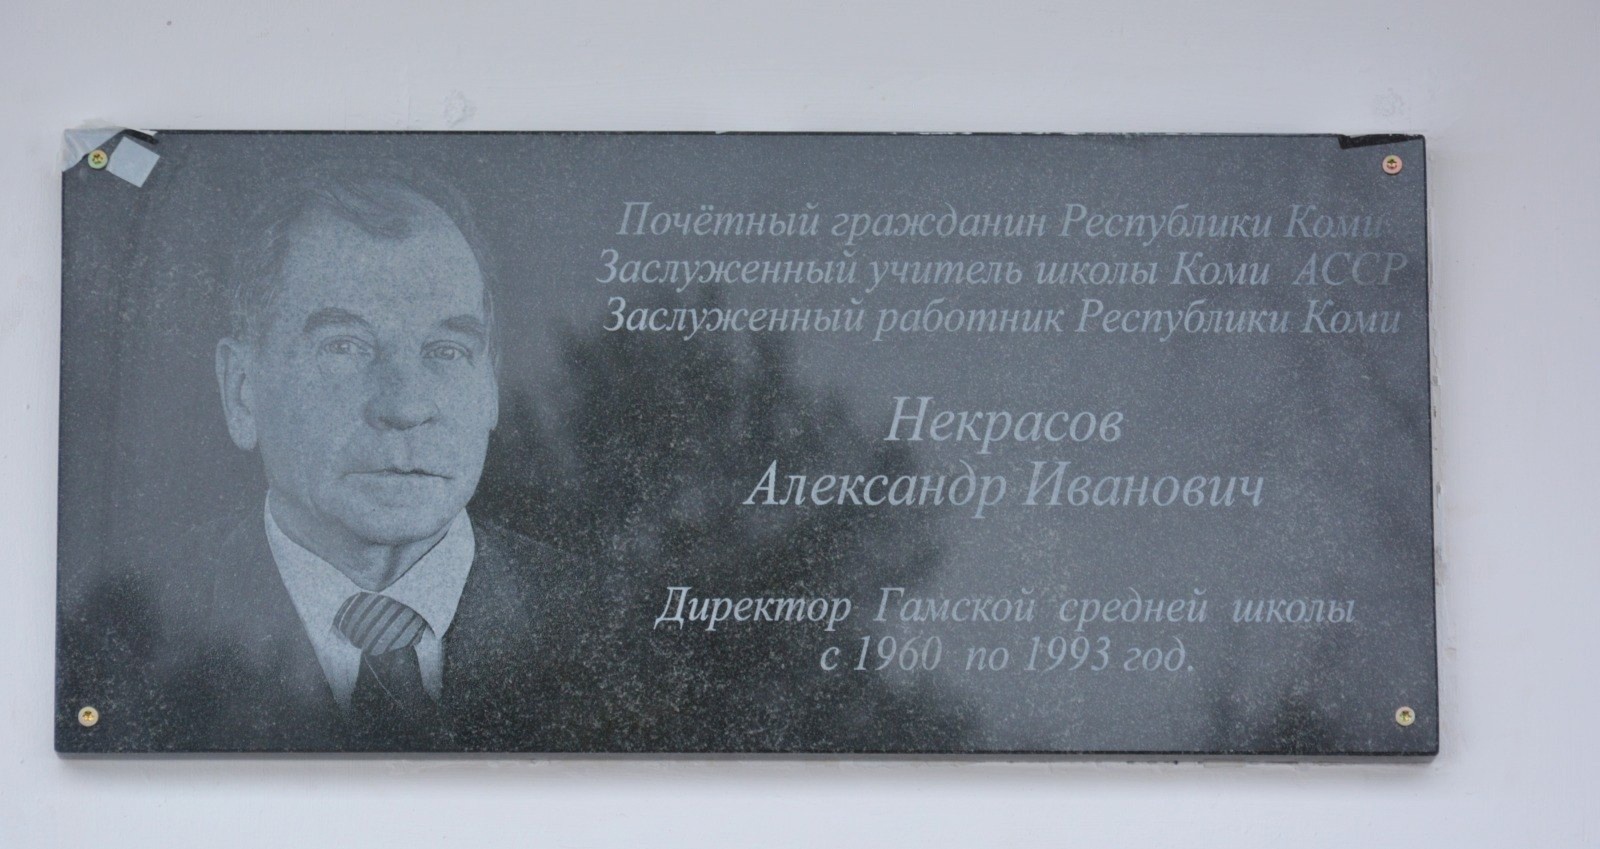 Почётный гражданин Республики Коми
Заслуженный учитель школы Коми АССР
Заслуженный работник Республики Коми
Некрасов
Александр Иванович
Директор Гамской средней школы
с 1960 по 1993 год.